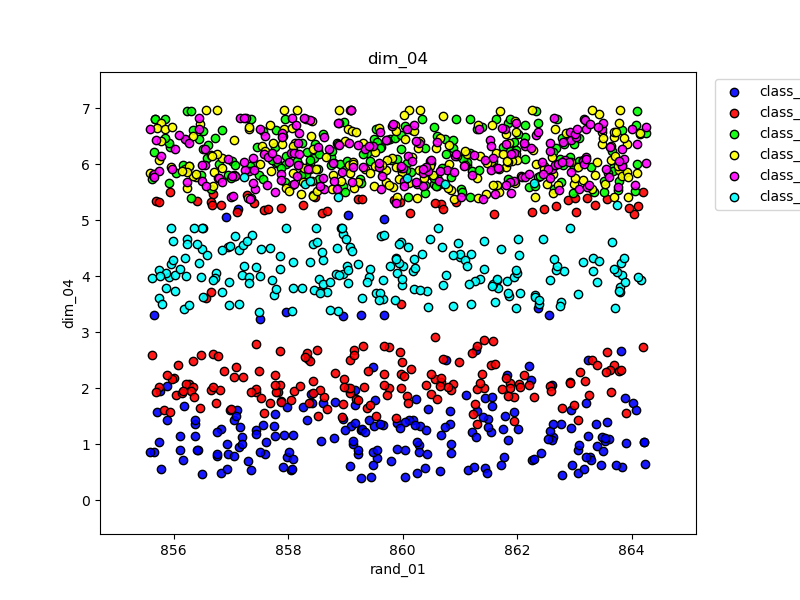 dim_04
7
6
5
4
3
2
1
0
dim_04
856
858
860
862
864
rand_01
class_
class_
class_
class_
class_
class_